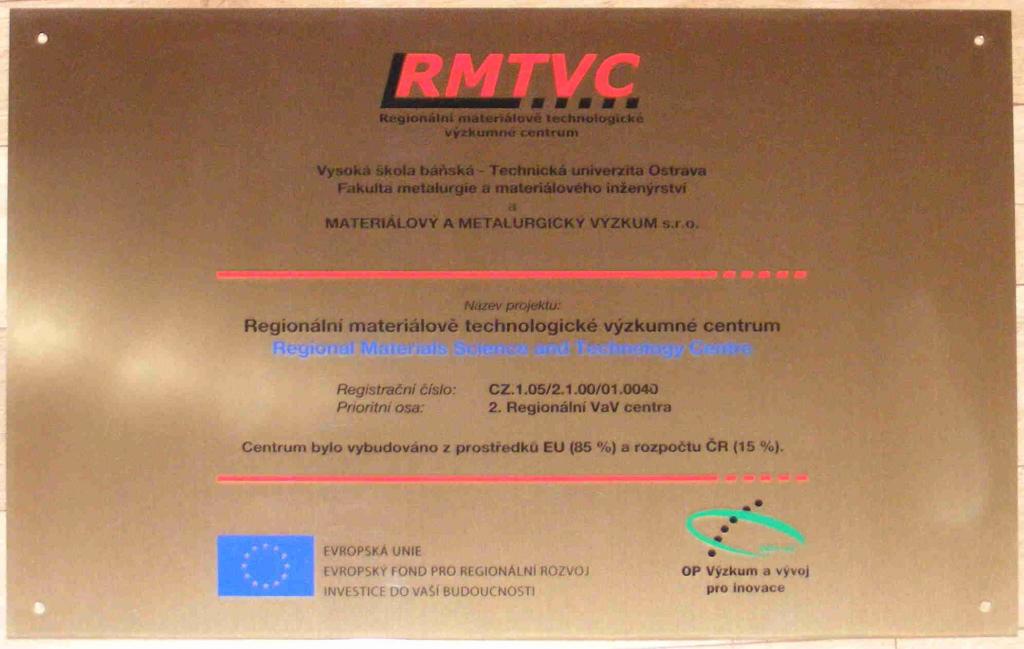 RMTVC
Regionální materiálově technologické
výzkumné centrum
Vysoká škola báňská - Technická univerzita Ostrava
Fakulta metalurgie a materiálového inženýrství
a
MATERIÁLOVÝ A METALURGICKÝ VÝZKUM s.r.o.
Název projektu:
Regionální materiálově technologické výzkumné centrum
Regional Materials Science and Technology Centre
Registrační číslo: CZ.1.05/2.1.00/01.0040
Prioritní osa: 2. Regionální VaV centra
Centrum bylo vybudováno z prostředků EU (85 %) a rozpočtu ČR (15 %).
EVROPSKÁ UNIE
EVROPSKÝ FOND PRO REGIONÁLNÍ ROZVOJ
INVESTICE DO VAŠÍ BUDOUCNOSTI
OP Výzkum a vývoj
pro inovace